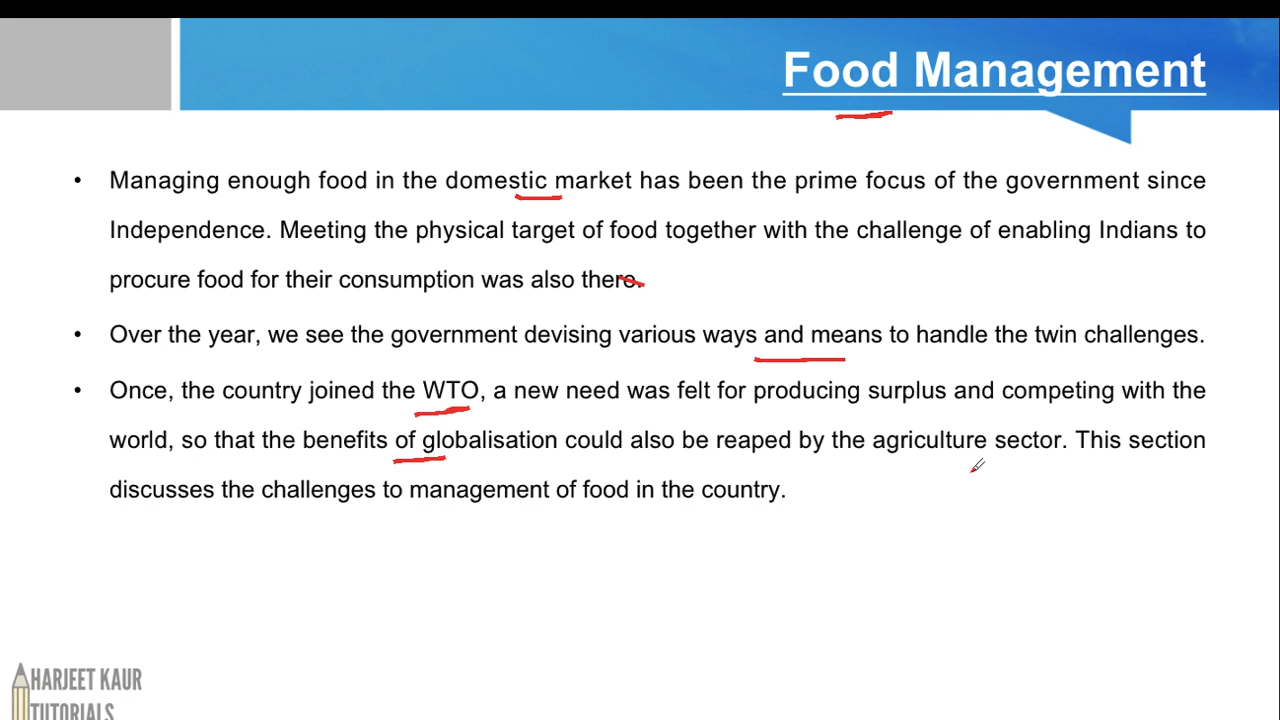 Food Management
• Managing enough food in the domestic market has been the prime focus of the government since
Independence. Meeting the physical target of food together with the challenge of enabling Indians to
procure food for their consumption was also there.
• Over the year, we see the government devising various ways and means to handle the twin challenges.
• Once, the country joined the WTO, a new need was felt for producing surplus and competing with the
world, so that the benefits of globalisation could also be reaped by the agriculture sector. This section
discusses the challenges to management of food in the country.
HARJEET KAUR
TUTORIALS